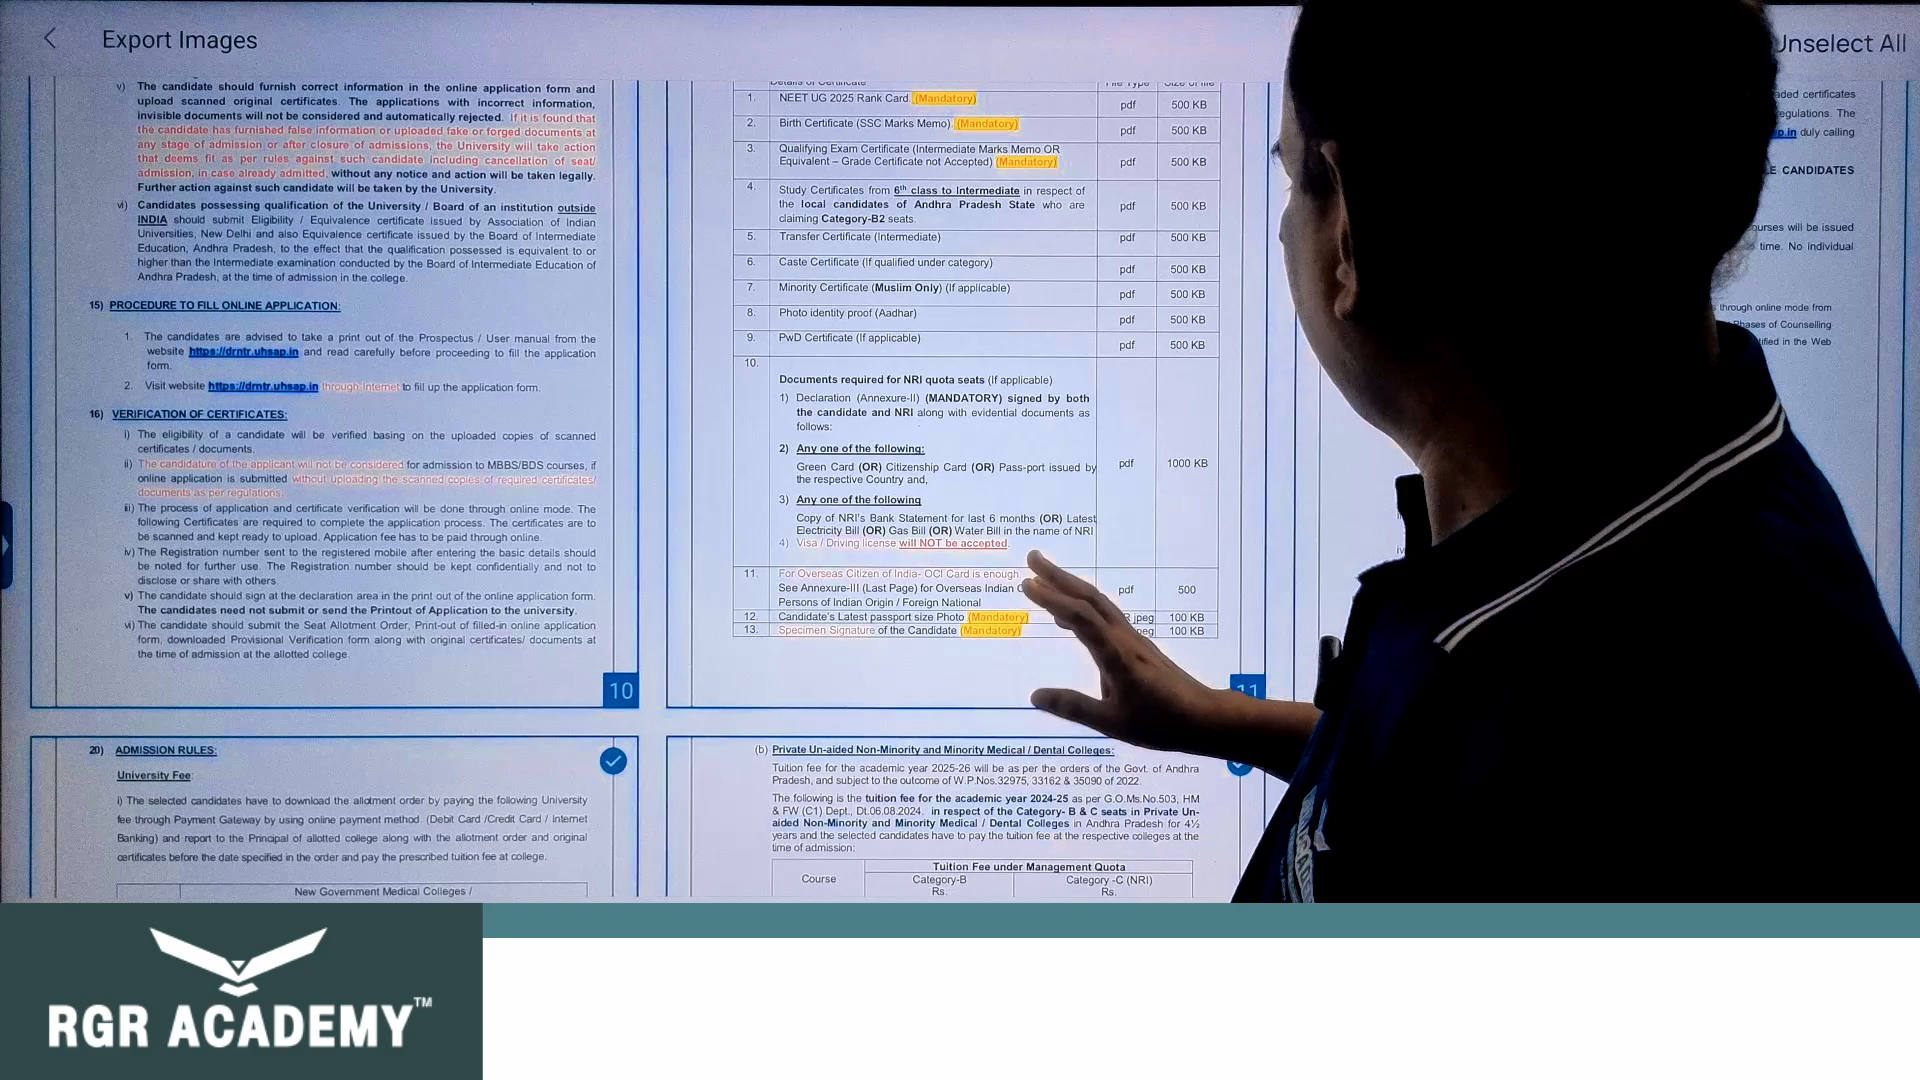 Export Images
Unselect All
v) The candidate should furnish correct information in the online application form and
upload scanned original certificates. The applications with incorrect information,
invisible documents will not be considered and automatically rejected. If it is found that
the candidate has furnished false information or uploaded fake or forged documents at
any stage of admission or after closure of admissions, the University will take action
that deems fit as per rules against such candidate including cancellation of seat/
admission, in case already admitted, without any notice and action will be taken legally.
Further action against such candidate will be taken by the University.
vi) Candidates possessing qualification of the University / Board of an institution outside
INDIA should submit Eligibility / Equivalence certificate issued by Association of Indian
Universities, New Delhi and also Equivalence certificate issued by the Board of Intermediate
Education, Andhra Pradesh, to the effect that the qualification possessed is equivalent to or
higher than the Intermediate examination conducted by the Board of Intermediate Education of
Andhra Pradesh, at the time of admission in the college.
15) PROCEDURE TO FILL ONLINE APPLICATION:
1. The candidates are advised to take a print out of the Prospectus / User manual from the
website https://drntr.uhsap.in and read carefully before proceeding to fill the application
form.
2. Visit website https://drntr.uhsap.in through Internet to fill up the application form.
16) VERIFICATION OF CERTIFICATES:
i) The eligibility of a candidate will be verified basing on the uploaded copies of scanned
certificates / documents.
ii) The candidature of the applicant will not be considered for admission to MBBS/BDS courses, if
online application is submitted without uploading the scanned copies of required certificates/
documents as per regulations.
iii) The process of application and certificate verification will be done through online mode. The
following Certificates are required to complete the application process. The certificates are to
be scanned and kept ready to upload. Application fee has to be paid through online.
iv) The Registration number sent to the registered mobile after entering the basic details should
be noted for further use. The Registration number should be kept confidentially and not to
disclose or share with others.
v) The candidate should sign at the declaration area in the print out of the online application form.
The candidates need not submit or send the Printout of Application to the university.
vi) The candidate should submit the Seat Allotment Order, Print-out of filled-in online application
form, downloaded Provisional Verification form along with original certificates/ documents at
the time of admission at the allotted college.
10
Details of Certificate File Type Size of file
1. NEET UG 2025 Rank Card. (Mandatory) pdf 500 KB
2. Birth Certificate (SSC Marks Memo). (Mandatory) pdf 500 KB
3. Qualifying Exam Certificate (Intermediate Marks Memo OR
Equivalent – Grade Certificate not Accepted) (Mandatory) pdf 500 KB
4. Study Certificates from 6th class to Intermediate in respect of
the local candidates of Andhra Pradesh State who are pdf 500 KB
claiming Category-B2 seats.
5. Transfer Certificate (Intermediate) pdf 500 KB
6. Caste Certificate (If qualified under category) pdf 500 KB
7. Minority Certificate (Muslim Only) (If applicable) pdf 500 KB
8. Photo identity proof (Aadhar) pdf 500 KB
9. PwD Certificate (If applicable) pdf 500 KB
10.
Documents required for NRI quota seats (If applicable)
1) Declaration (Annexure-II) (MANDATORY) signed by both
the candidate and NRI along with evidential documents as
follows:
2) Any one of the following:
Green Card (OR) Citizenship Card (OR) Pass-port issued by pdf 1000 KB
the respective Country and,
3) Any one of the following
Copy of NRI's Bank Statement for last 6 months (OR) Latest
Electricity Bill (OR) Gas Bill (OR) Water Bill in the name of NRI
4) Visa / Driving license will NOT be accepted.
11. For Overseas Citizen of India- OCI Card is enough.
See Annexure-III (Last Page) for Overseas Indian pdf 500
Persons of Indian Origin / Foreign National
12. Candidate's Latest passport size Photo (Mandatory) jpeg 100 KB
13. Specimen Signature of the Candidate (Mandatory) 100 KB
11
certificates
The
duly calling
CANDIDATES
will be issued
time. No individual
through online mode from
Phases of Counselling
in the Web
20) ADMISSION RULES:
University Fee:
i) The selected candidates have to download the allotment order by paying the following University
fee through Payment Gateway by using online payment method. (Debit Card /Credit Card / Internet
Banking) and report to the Principal of allotted college along with the allotment order and original
certificates before the date specified in the order and pay the prescribed tuition fee at college.
New Government Medical Colleges /
(b) Private Un-aided Non-Minority and Minority Medical / Dental Colleges:
Tuition fee for the academic year 2025-26 will be as per the orders of the Govt. of Andhra
Pradesh, and subject to the outcome of W.P.Nos.32975, 33162 & 35090 of 2022.
The following is the tuition fee for the academic year 2024-25 as per G.O.Ms.No.503, HM
& FW (C1) Dept., Dt.06.08.2024. in respect of the Category- B & C seats in Private Un-
aided Non-Minority and Minority Medical / Dental Colleges in Andhra Pradesh for 4½
years and the selected candidates have to pay the tuition fee at the respective colleges at the
time of admission:
Tuition Fee under Management Quota
Course Category-B Category -C (NRI)
Rs. Rs.
RGR ACADEMY™